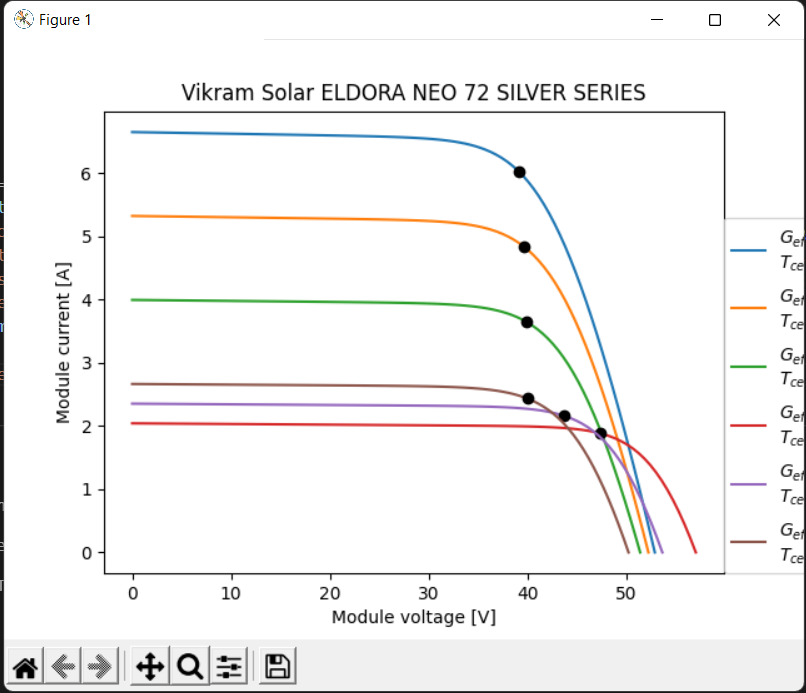 Figure 1
Vikram Solar ELDORA NEO 72 SILVER SERIES
Module current [A]
6
5
4
3
2
1
0
0 10 20 30 40 50
Module voltage [V]
G
T
G
T
G
T
G
T
G
T
G
T